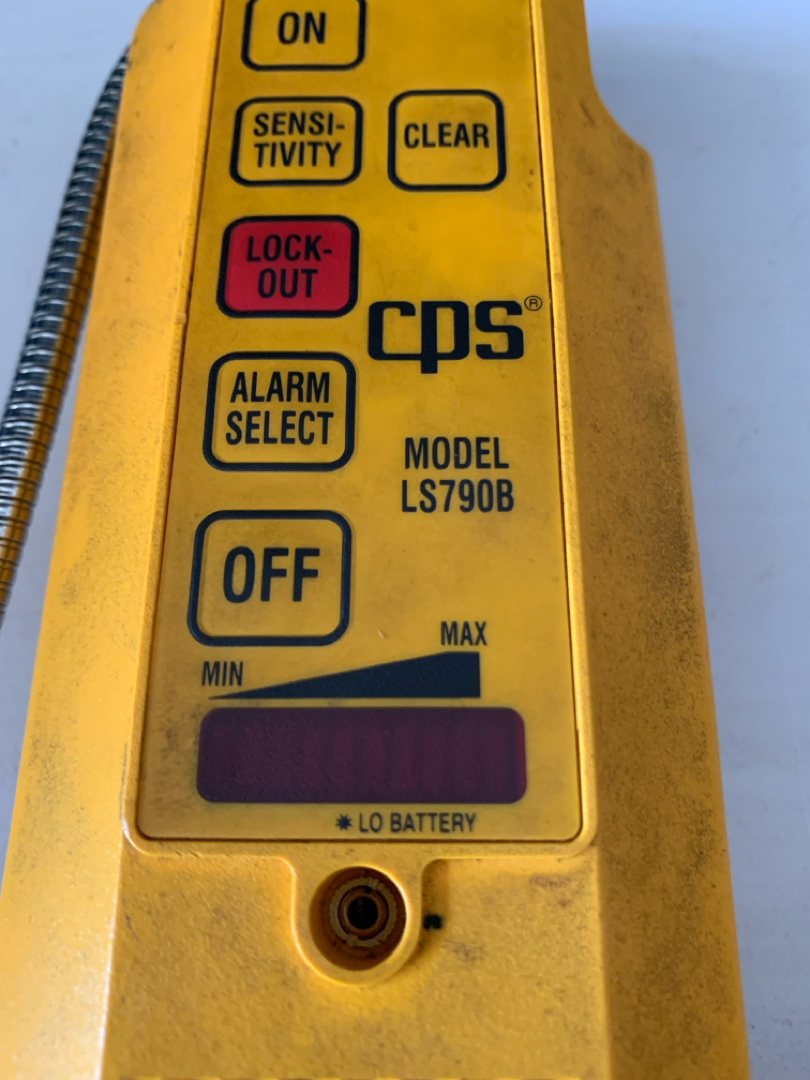 ON
SENSI-
TIVITY
CLEAR
LOCK-
OUT
cps®
ALARM
SELECT
MODEL
LS790B
OFF
MAX
MIN
✷ LO BATTERY